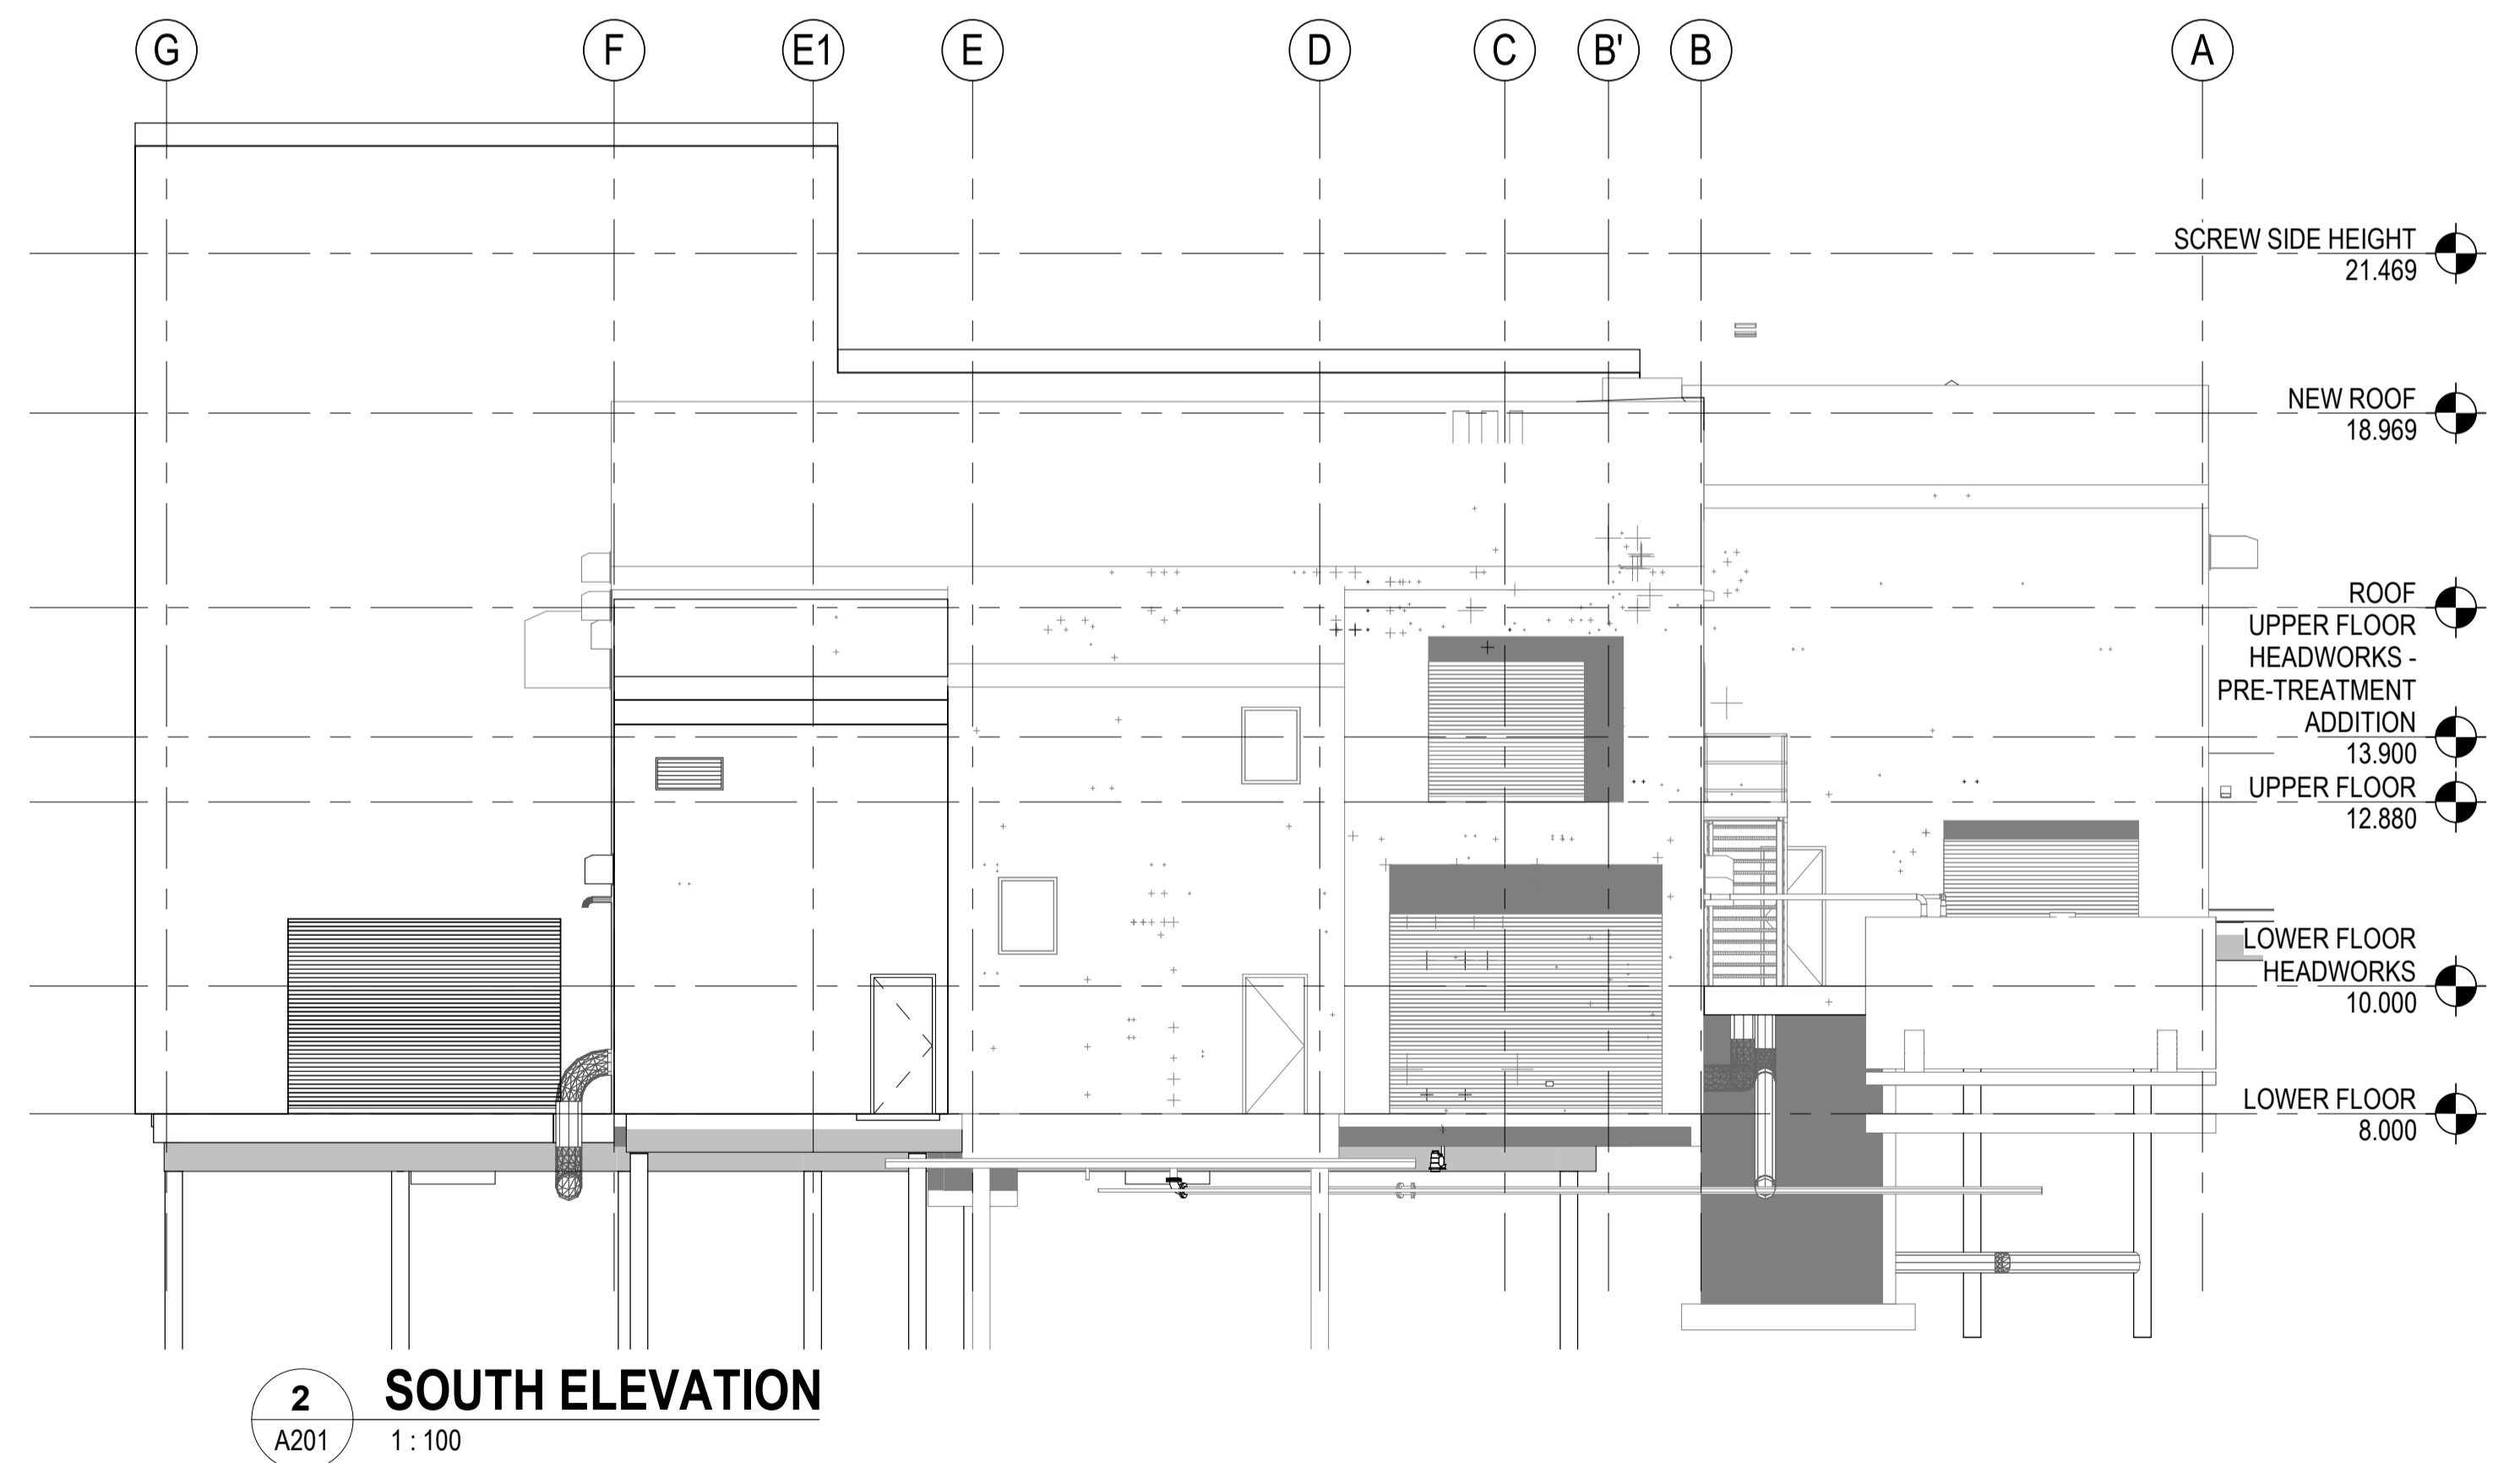 G F E1 E D C B' B A
SCREW SIDE HEIGHT
21.469
NEW ROOF
18.969
ROOF
UPPER FLOOR
HEADWORKS -
PRE-TREATMENT
ADDITION
13.900
UPPER FLOOR
12.880
LOWER FLOOR
HEADWORKS
10.000
LOWER FLOOR
8.000
2 SOUTH ELEVATION
A201 1 : 100